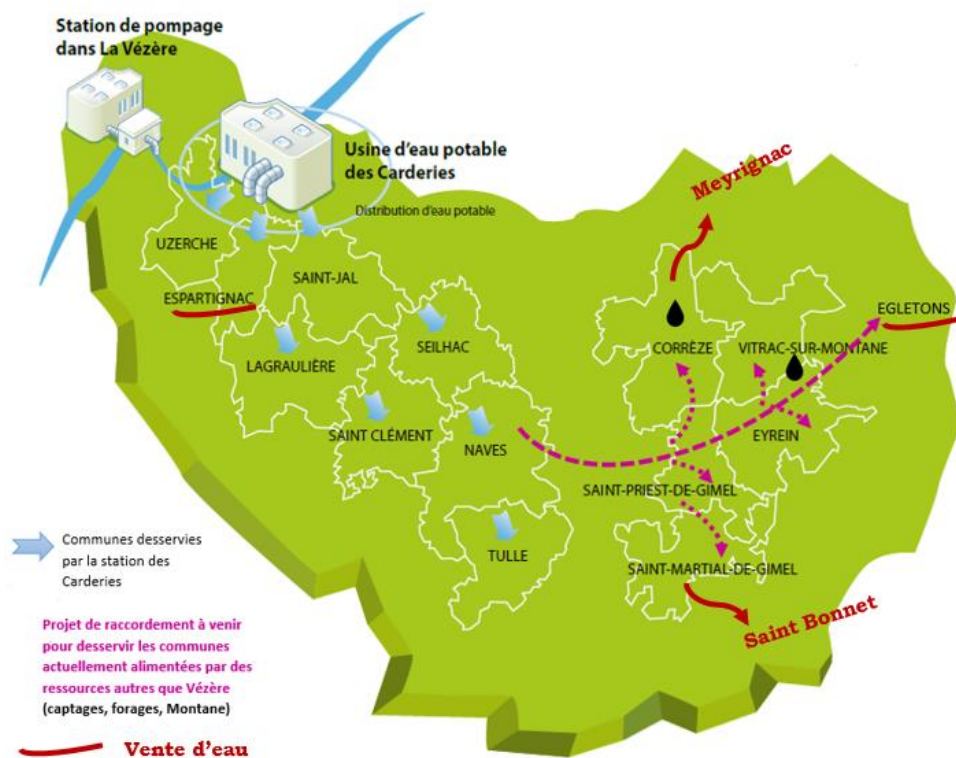 Station de pompage
dans La Vézère
Usine d'eau potable
des Carderies
Distribution d'eau potable
Meyrignac
UZERCHE
SAINT-JAL
ESPARTIGNAC
EGLETONS
LAGRAULIÈRE
SEILHAC
CORRÈZE
VITRAC-SUR-MONTANE
SAINT CLÉMENT
NAVES
EYREIN
SAINT-PRIEST-DE-GIMEL
TULLE
SAINT-MARTIAL-DE-GIMEL
Saint Bonnet
Communes desservies
par la station des
Carderies
Projet de raccordement à venir
pour desservir les communes
actuellement alimentées par des
ressources autres que Vézère
(captages, forages, Montane)
Vente d'eau